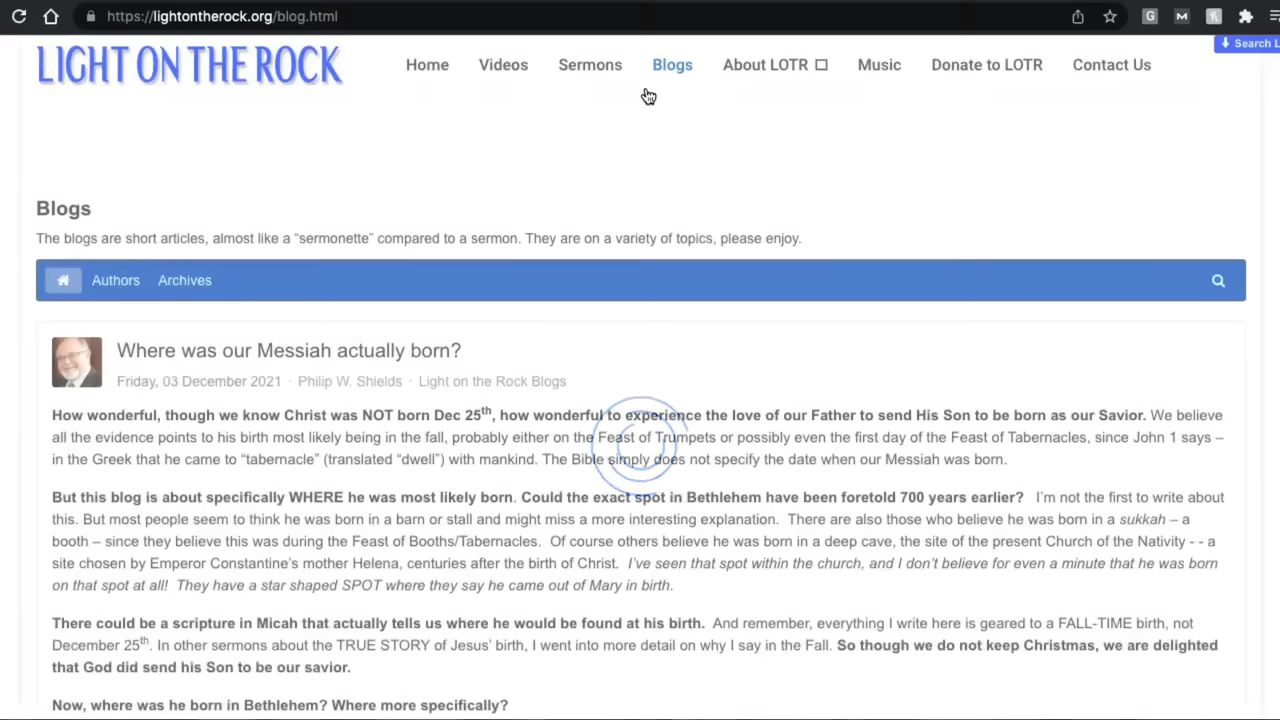 https://lightontherock.org/blog.html
Search L
LIGHT ON THE ROCK
Home Videos Sermons Blogs About LOTR Music Donate to LOTR Contact Us
Blogs
The blogs are short articles, almost like a “sermonette” compared to a sermon. They are on a variety of topics, please enjoy.
Authors Archives
Where was our Messiah actually born?
Friday, 03 December 2021 · Philip W. Shields · Light on the Rock Blogs
How wonderful, though we know Christ was NOT born Dec 25th, how wonderful to experience the love of our Father to send His Son to be born as our Savior. We believe
all the evidence points to his birth most likely being in the fall, probably either on the Feast of Trumpets or possibly even the first day of the Feast of Tabernacles, since John 1 says –
in the Greek that he came to “tabernacle” (translated “dwell”) with mankind. The Bible simply does not specify the date when our Messiah was born.
But this blog is about specifically WHERE he was most likely born. Could the exact spot in Bethlehem have been foretold 700 years earlier? I’m not the first to write about
this. But most people seem to think he was born in a barn or stall and might miss a more interesting explanation. There are also those who believe he was born in a sukkah – a
booth – since they believe this was during the Feast of Booths/Tabernacles. Of course others believe he was born in a deep cave, the site of the present Church of the Nativity - - a
site chosen by Emperor Constantine’s mother Helena, centuries after the birth of Christ. I’ve seen that spot within the church, and I don’t believe for even a minute that he was born
on that spot at all! They have a star shaped SPOT where they say he came out of Mary in birth.
There could be a scripture in Micah that actually tells us where he would be found at his birth. And remember, everything I write here is geared to a FALL-TIME birth, not
December 25th. In other sermons about the TRUE STORY of Jesus’ birth, I went into more detail on why I say in the Fall. So though we do not keep Christmas, we are delighted
that God did send his Son to be our savior.
Now, where was he born in Bethlehem? Where more specifically?